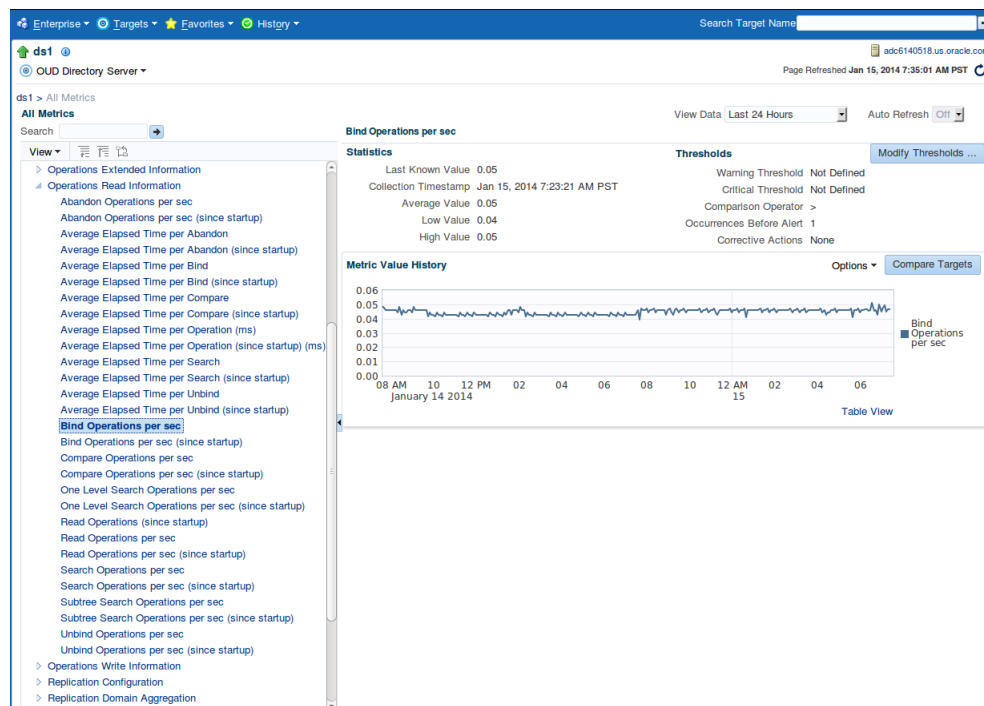 Enterprise Targets Favorites History Search Target Name
ds1
adc6140518.us.oracle.com
OUD Directory Server
Page Refreshed Jan 15, 2014 7:35:01 AM PST
ds1 > All Metrics
All Metrics
View Data Last 24 Hours Auto Refresh Off
Search
View
Operations Extended Information
Operations Read Information
Abandon Operations per sec
Abandon Operations per sec (since startup)
Average Elapsed Time per Abandon
Average Elapsed Time per Abandon (since startup)
Average Elapsed Time per Bind
Average Elapsed Time per Bind (since startup)
Average Elapsed Time per Compare
Average Elapsed Time per Compare (since startup)
Average Elapsed Time per Operation (ms)
Average Elapsed Time per Operation (since startup) (ms)
Average Elapsed Time per Search
Average Elapsed Time per Search (since startup)
Average Elapsed Time per Unbind
Average Elapsed Time per Unbind (since startup)
Bind Operations per sec
Bind Operations per sec (since startup)
Compare Operations per sec
Compare Operations per sec (since startup)
One Level Search Operations per sec
One Level Search Operations per sec (since startup)
Read Operations (since startup)
Read Operations per sec
Read Operations per sec (since startup)
Search Operations per sec
Search Operations per sec (since startup)
Subtree Search Operations per sec
Subtree Search Operations per sec (since startup)
Unbind Operations per sec
Unbind Operations per sec (since startup)
Operations Write Information
Replication Configuration
Replication Domain Aggregation
Bind Operations per sec
Statistics
Last Known Value 0.05
Collection Timestamp Jan 15, 2014 7:23:21 AM PST
Average Value 0.05
Low Value 0.04
High Value 0.05
Thresholds
Modify Thresholds ...
Warning Threshold Not Defined
Critical Threshold Not Defined
Comparison Operator >
Occurrences Before Alert 1
Corrective Actions None
Metric Value History
Options Compare Targets
0.06
0.05
0.04
0.03
0.02
0.01
0.00
08 AM 10 12 PM 02 04 06 08 10 12 AM 02 04 06
January 14 2014 15
Bind
Operations
per sec
Table View